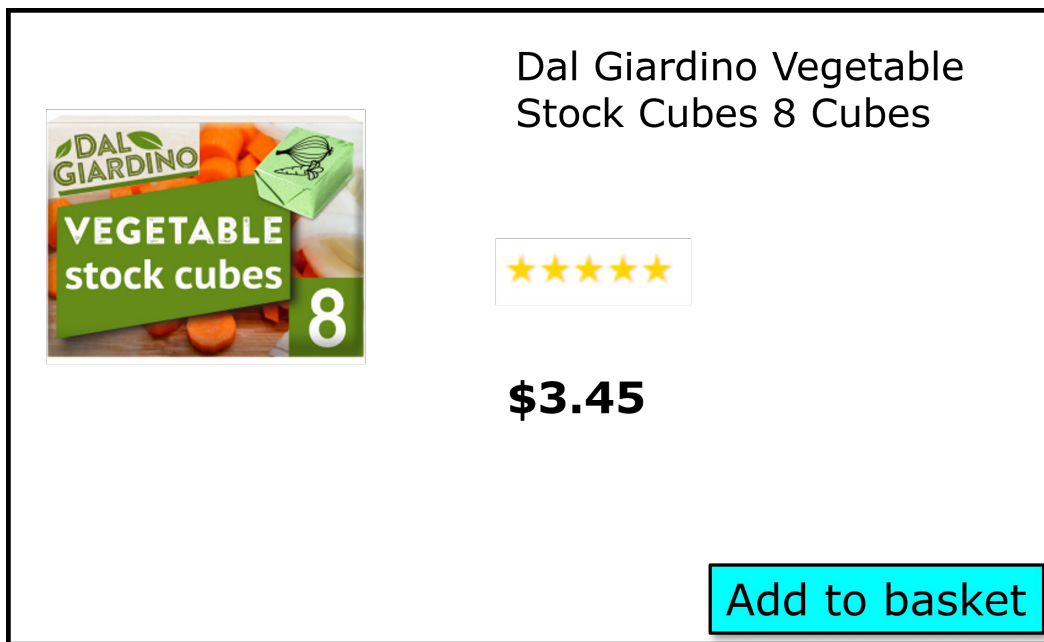 Dal Giardino Vegetable
Stock Cubes 8 Cubes
DAL
GIARDINO
VEGETABLE
stock cubes
8
$3.45
Add to basket